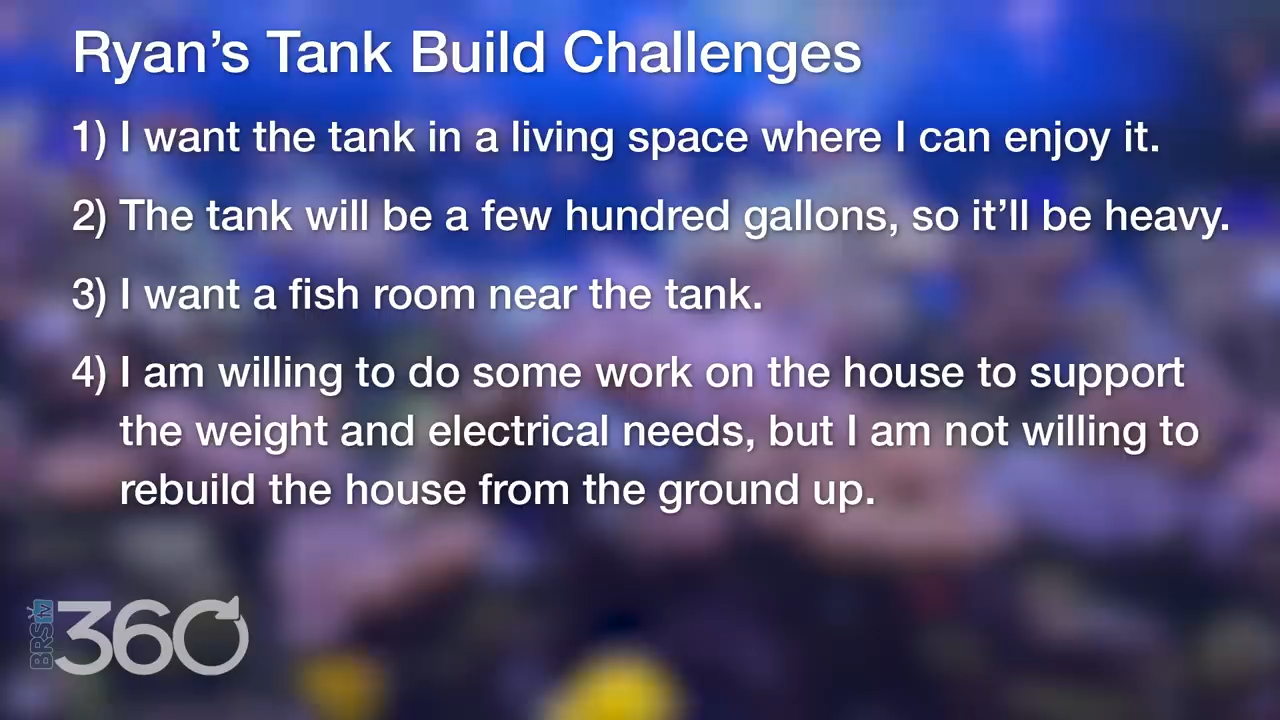 Ryan’s Tank Build Challenges
1) I want the tank in a living space where I can enjoy it.
2) The tank will be a few hundred gallons, so it’ll be heavy.
3) I want a fish room near the tank.
4) I am willing to do some work on the house to support
the weight and electrical needs, but I am not willing to
rebuild the house from the ground up.
BRStv 360